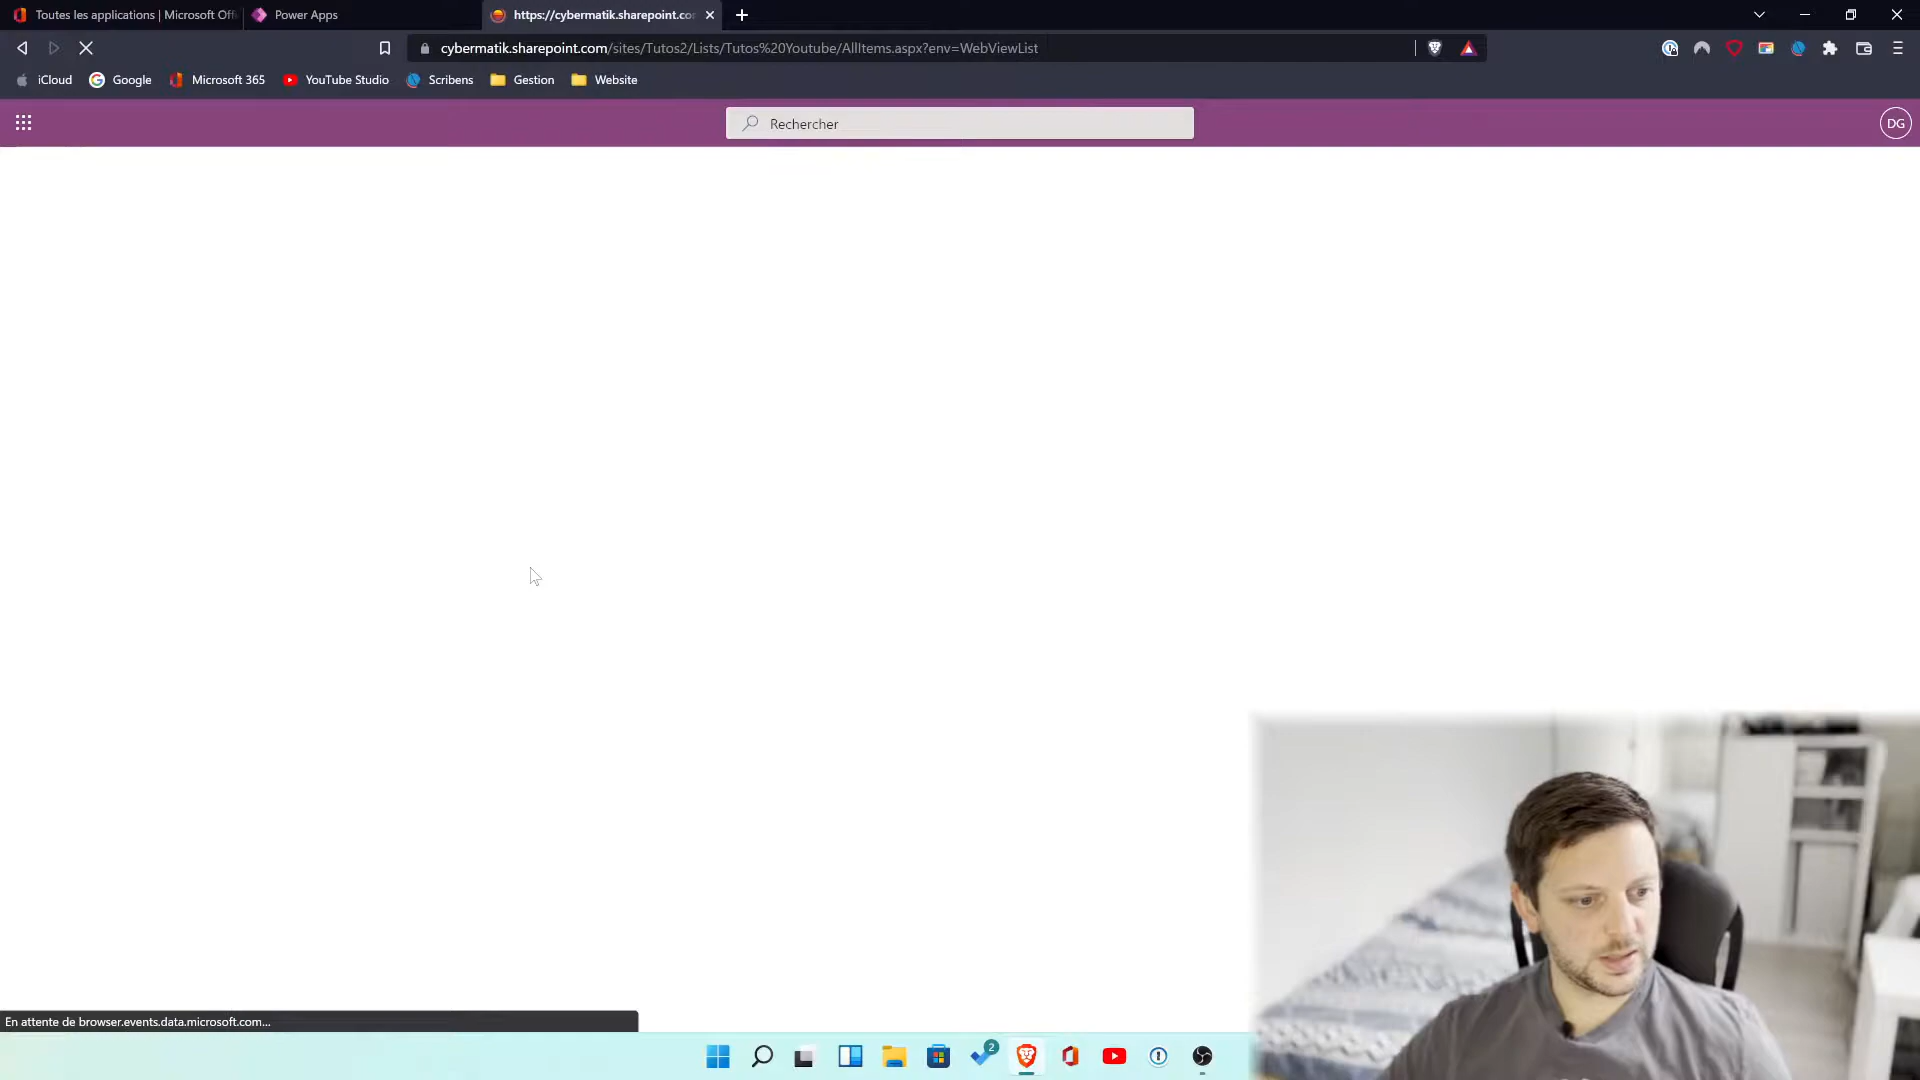 Toutes les applications | Microsoft Offi
Power Apps
https://cybermatik.sharepoint.co
cybermatik.sharepoint.com/sites/Tutos2/Lists/Tutos%20Youtube/AllItems.aspx?env=WebViewList
iCloud
Google
Microsoft 365
YouTube Studio
Scribens
Gestion
Website
Rechercher
DG
En attente de browser.events.data.microsoft.com...
2